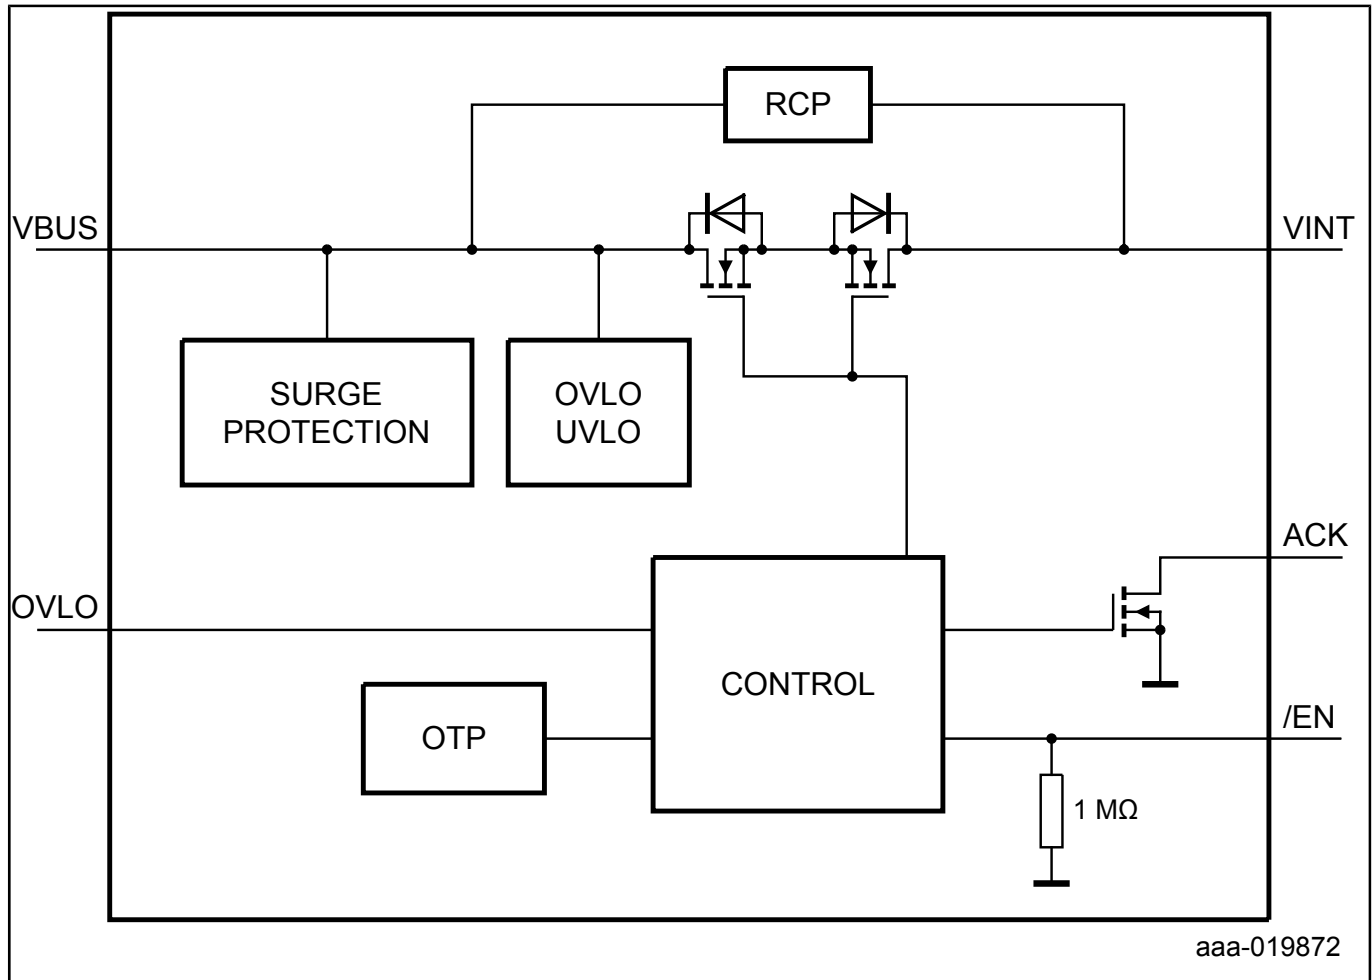 RCP
VBUS
VINT
SURGE
PROTECTION
OVLO
UVLO
ACK
OVLO
CONTROL
OTP
/EN
1 MΩ
aaa-019872